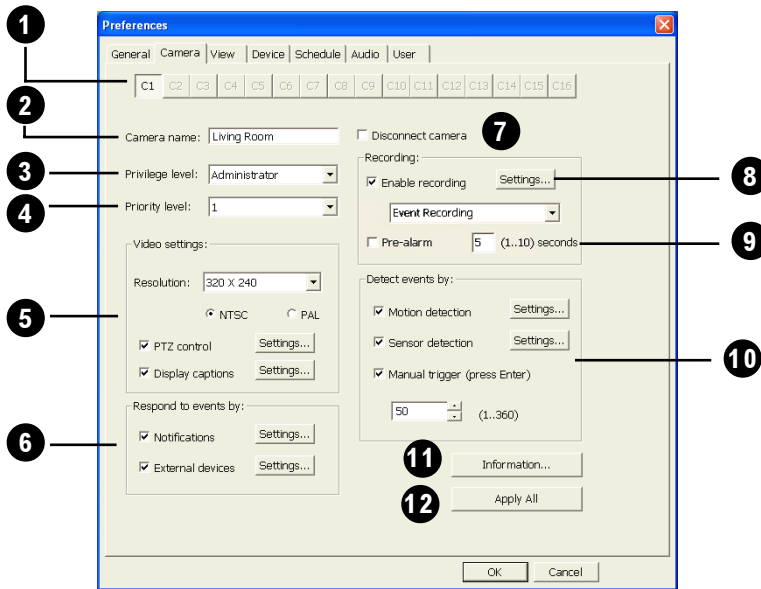 1
Preferences
General Camera View Device Schedule Audio User
C1 C2 C3 C4 C5 C6 C7 C8 C9 C10 C11 C12 C13 C14 C15 C16
2
Camera name: Living Room
Disconnect camera
7
3
Privilege level: Administrator
4
Priority level: 1
Recording:
Enable recording Settings...
8
Event Recording
Pre-alarm 5 (1..10) seconds
9
Video settings:
Resolution: 320 X 240
5
NTSC PAL
PTZ control Settings...
Display captions Settings...
Detect events by:
Motion detection Settings...
Sensor detection Settings...
10
Manual trigger (press Enter)
50 (1..360)
Respond to events by:
6
Notifications Settings...
External devices Settings...
11
Information...
12
Apply All
OK Cancel